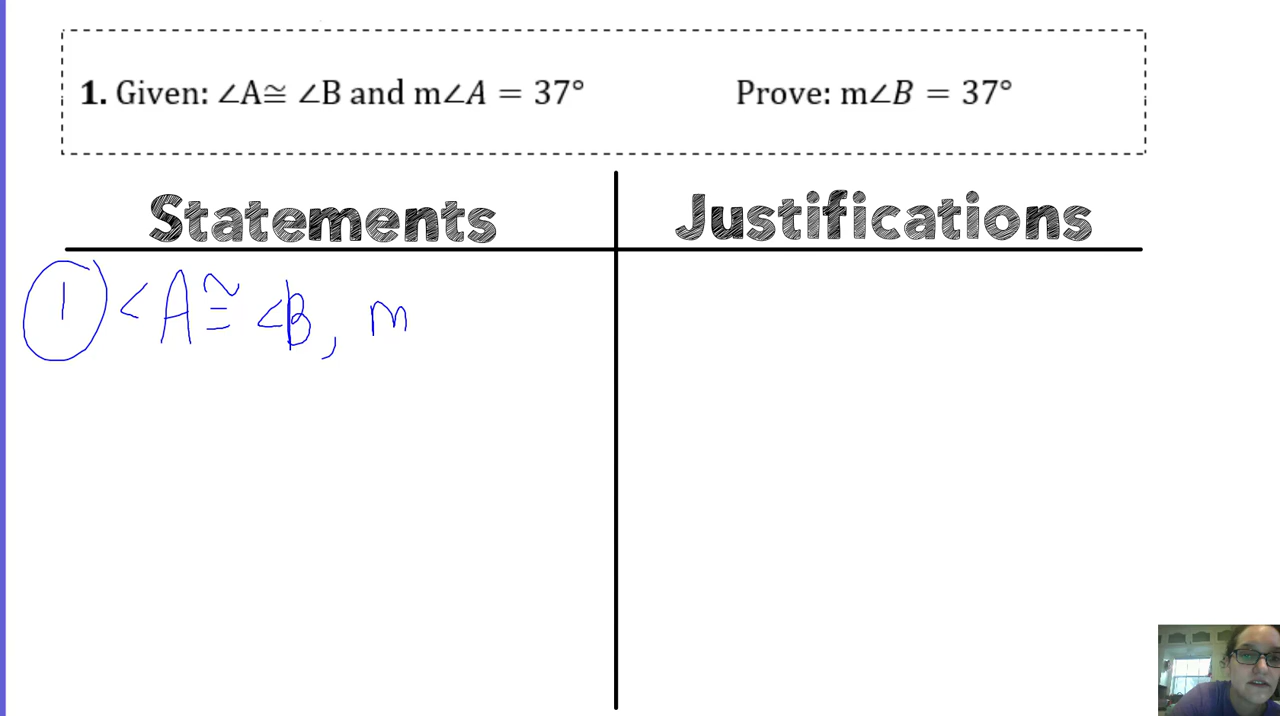 1. Given: ∠A≅ ∠B and m∠A = 37° Prove: m∠B = 37°
Statements Justifications
① ∠A ≅ ∠B, m